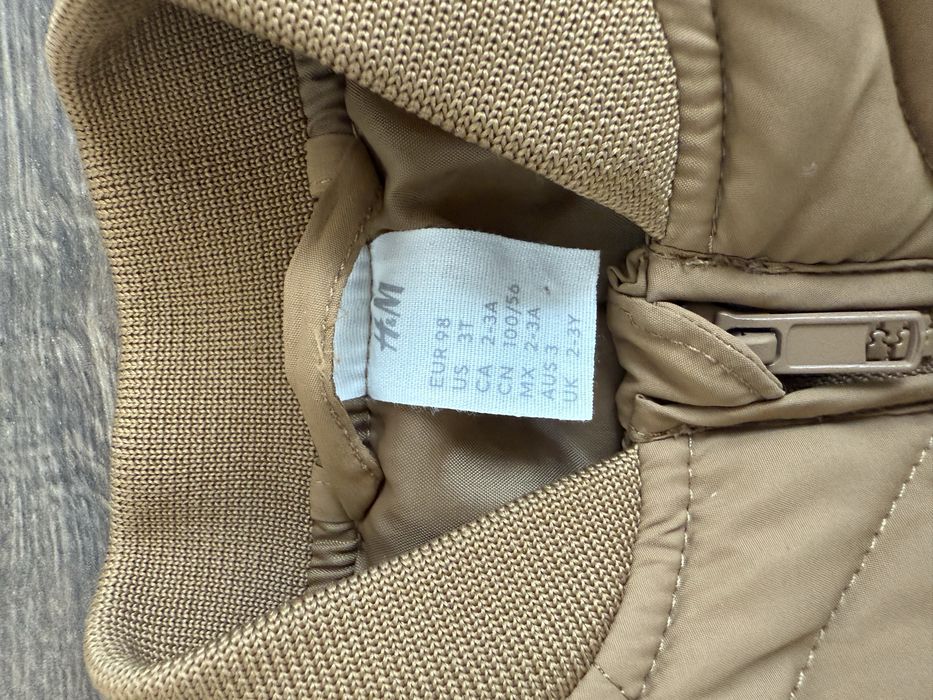 H&M
EUR 98
US 3T
CA 2-3A
CN 100/56
MX 2-3A
AUS 3
UK 2-3Y